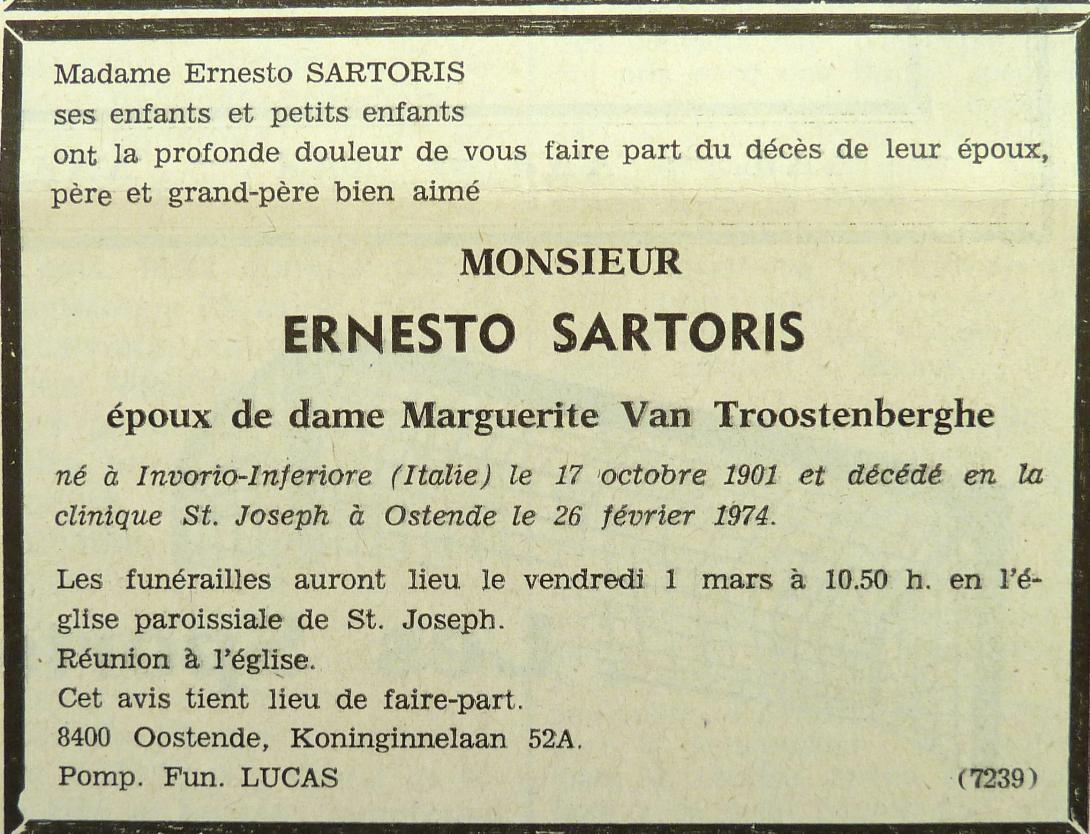 Madame Ernesto SARTORIS
ses enfants et petits enfants
ont la profonde douleur de vous faire part du décès de leur époux,
père et grand-père bien aimé
MONSIEUR
ERNESTO SARTORIS
époux de dame Marguerite Van Troostenberghe
né à Invorio-Inferiore (Italie) le 17 octobre 1901 et décédé en la
clinique St. Joseph à Ostende le 26 février 1974.
Les funérailles auront lieu le vendredi 1 mars à 10.50 h. en l'é-
glise paroissiale de St. Joseph.
Réunion à l'église.
Cet avis tient lieu de faire-part.
8400 Oostende, Koninginnelaan 52A.
Pomp. Fun. LUCAS (7239)